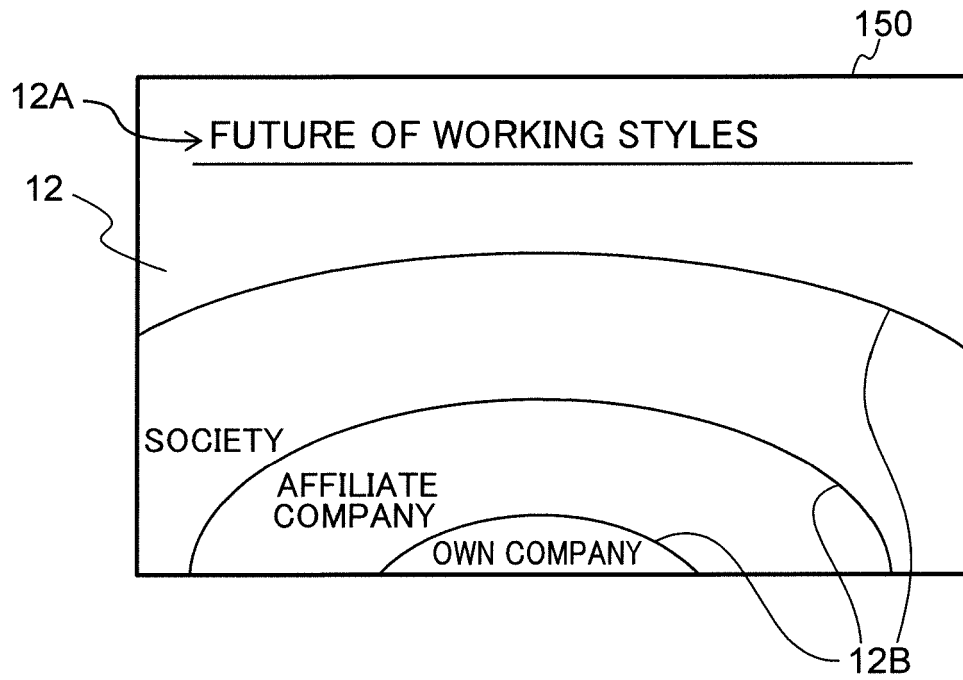 150
12A
FUTURE OF WORKING STYLES
12
SOCIETY
AFFILIATE
COMPANY
OWN COMPANY
12B